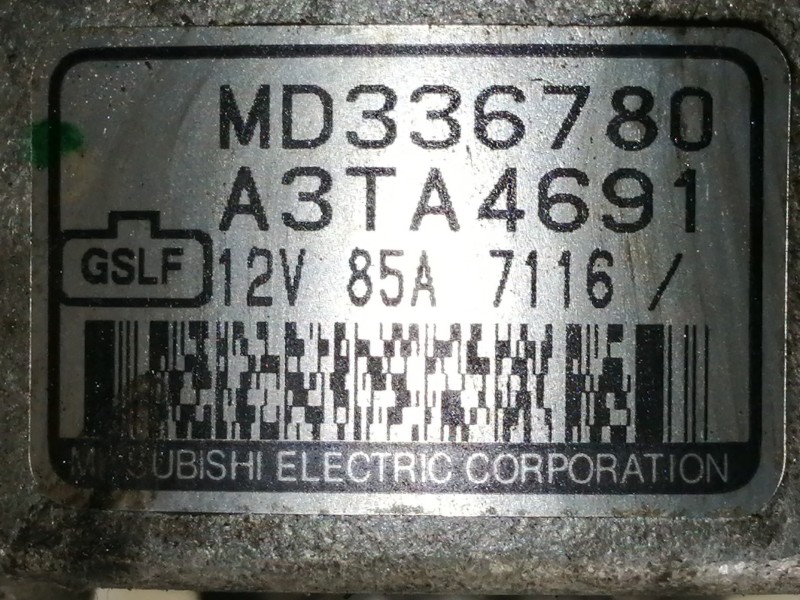 MD336780
A3TA4691
GSLF 12V 85A 7116 /
MITSUBISHI ELECTRIC CORPORATION